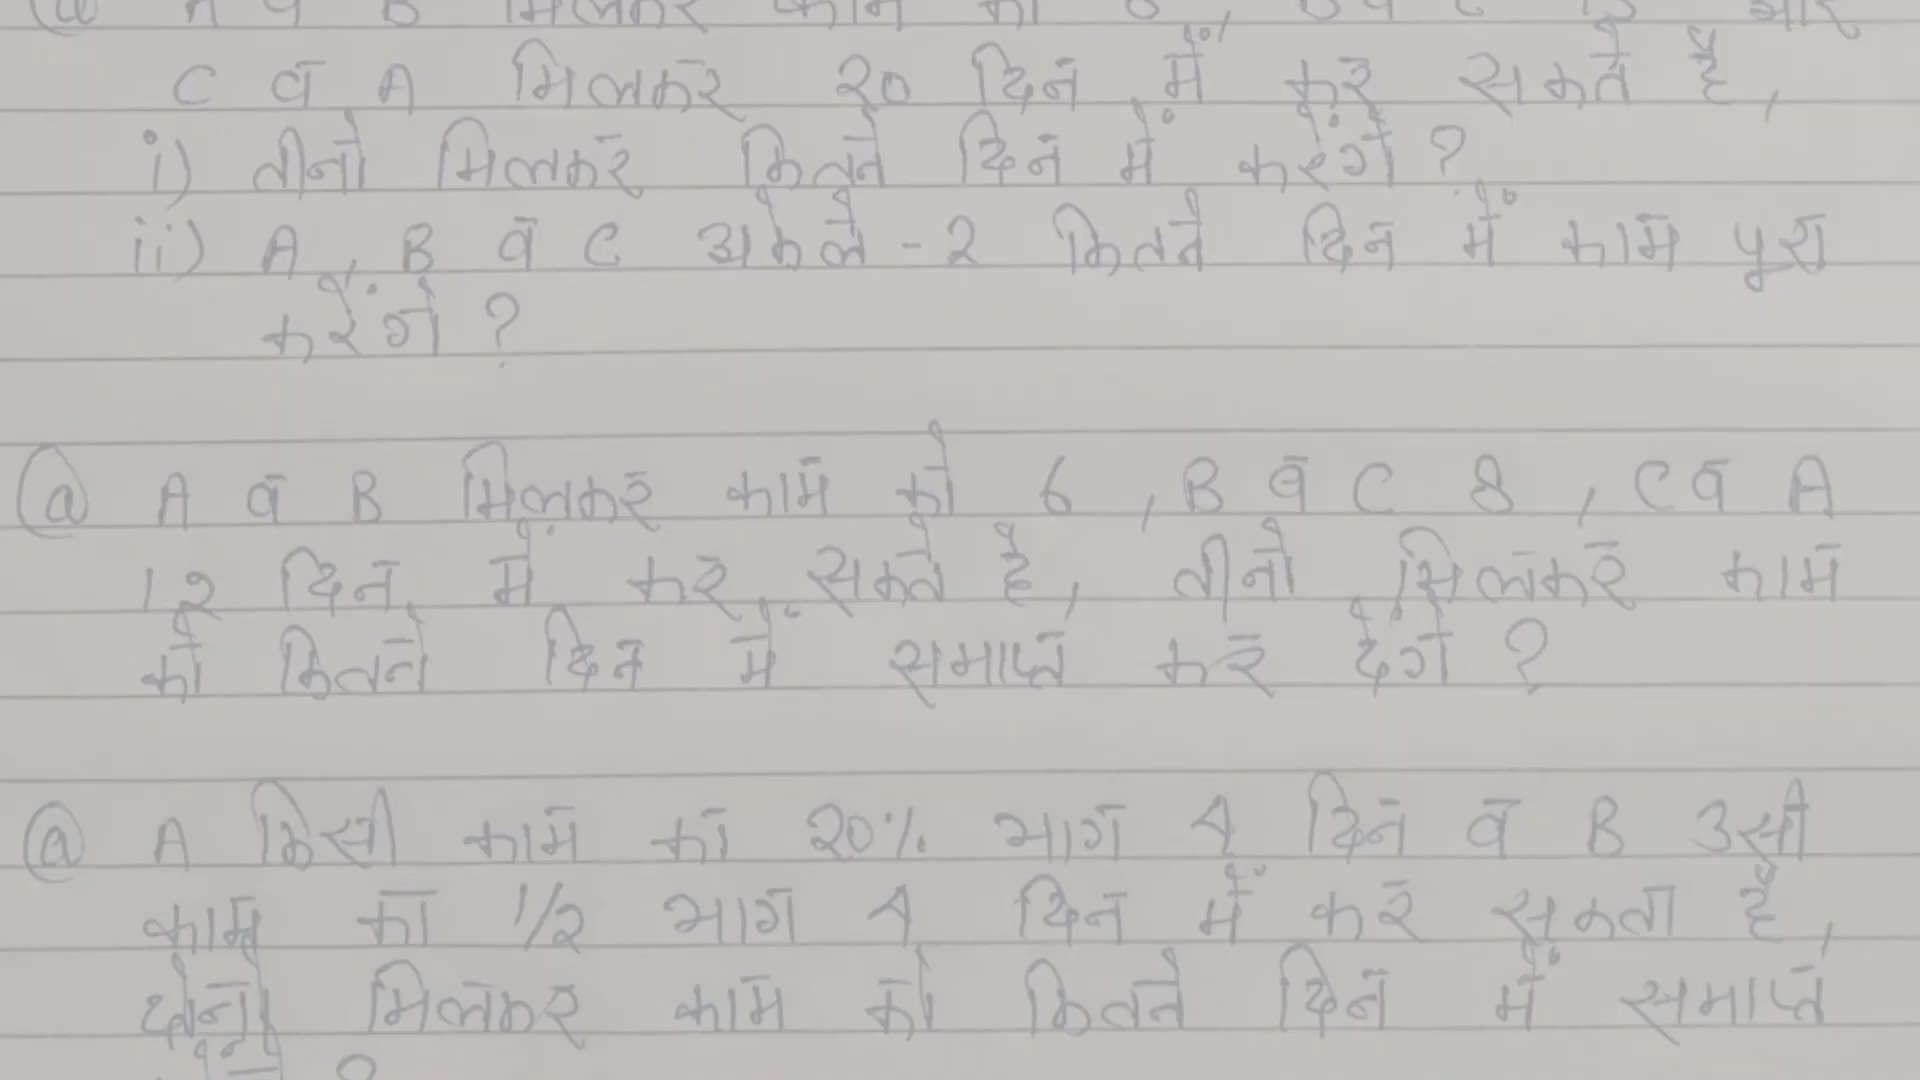 @ A व B मिलकर काम को
C व A मिलकर 20 दिन में कर सकते हैं,
i) तीनो मिलकर कितने दिन में करेंगे ?
ii) A, B व C अकेले - 2 कितने दिन में काम पूरा
करेंगे ?
@ A व B मिलकर काम को 6, B व C 8, C व A
12 दिन में कर सकते है, तीनो मिलकर काम
को कितने दिन में समाप्त कर देगें ?
@ A किसी काम का 20% भाग 4 दिन व B उसी
काम का 1/2 भाग 4 दिन में कर सकता है,
दोनो मिलकर काम को कितने दिन में समाप्त